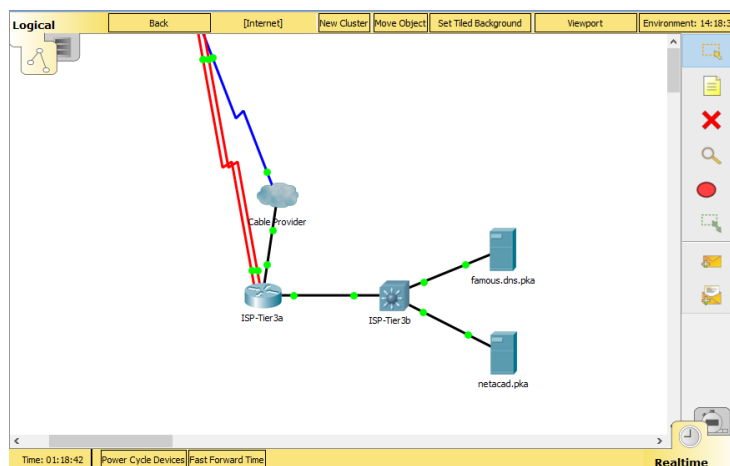 Logical
Back
[Internet]
New Cluster
Move Object
Set Tiled Background
Viewport
Environment: 14:18:3
Cable Provider
famous.dns.pka
ISP-Tier3a
ISP-Tier3b
netacad.pka
Time: 01:18:42
Power Cycle Devices
Fast Forward Time
Realtime